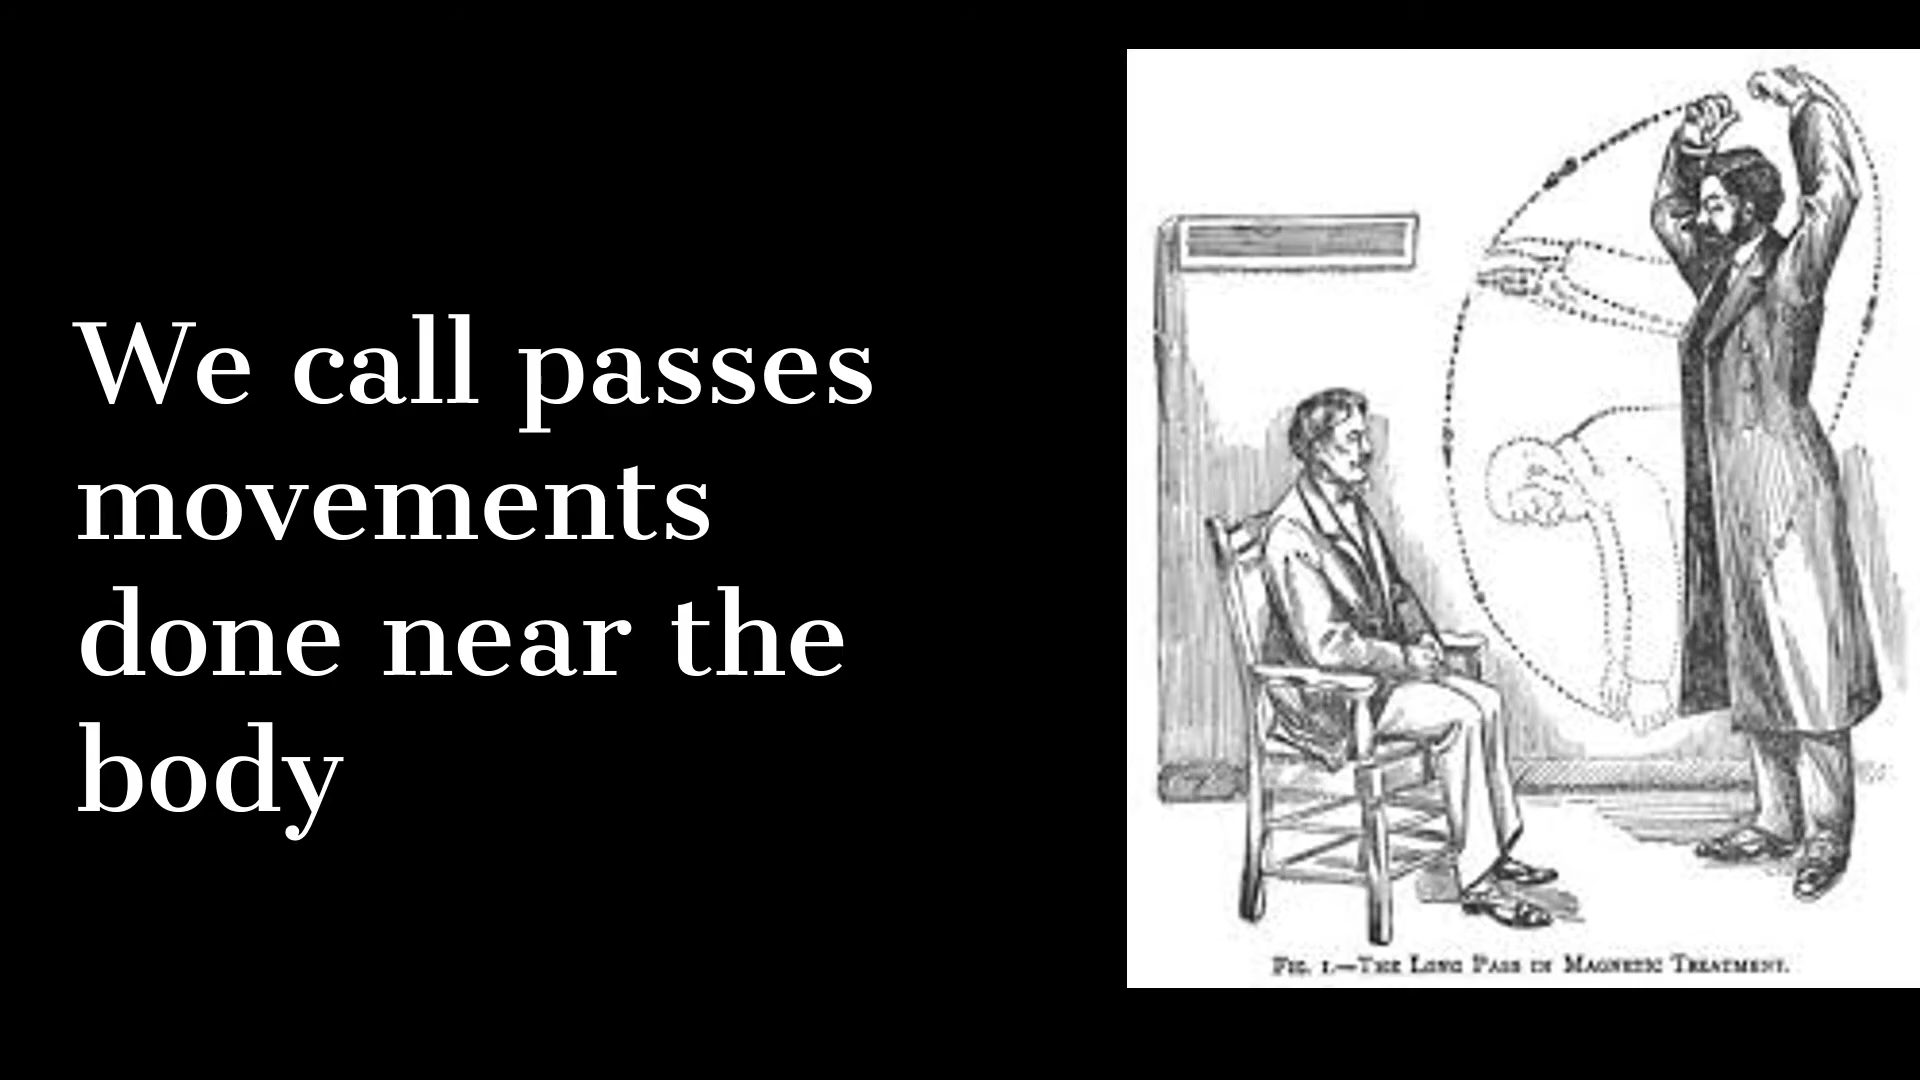 We call passes
movements
done near the
body
Fig. 1.—The Long Pass in Magnetic Treatment.